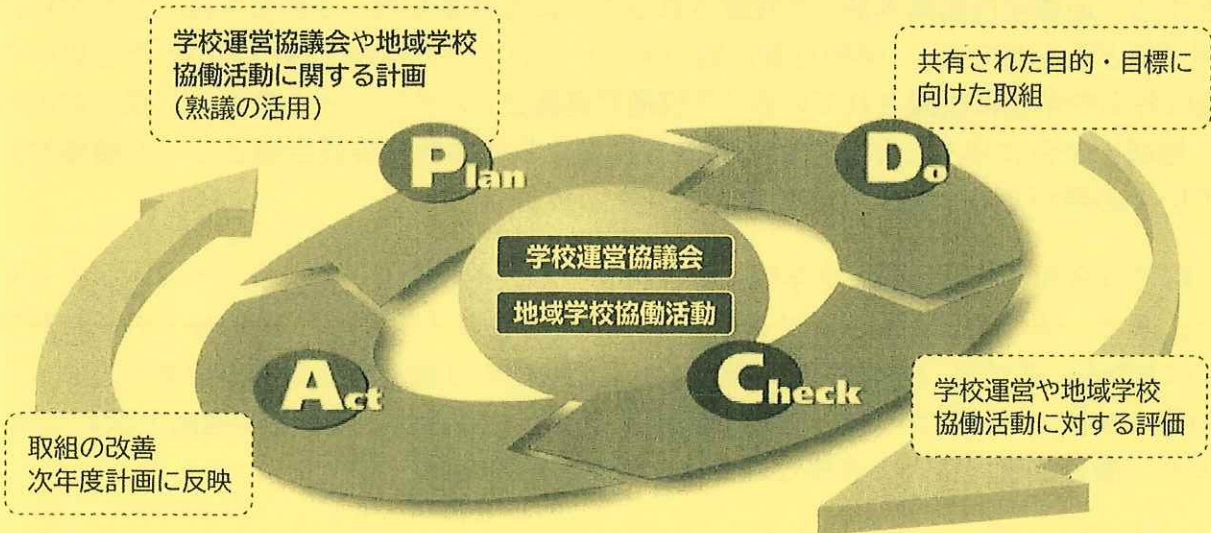 学校運営協議会や地域学校
協働活動に関する計画
（熟議の活用）
共有された目的・目標に
向けた取組
Plan
Do
学校運営協議会
地域学校協働活動
Act
Check
学校運営や地域学校
協働活動に対する評価
取組の改善
次年度計画に反映